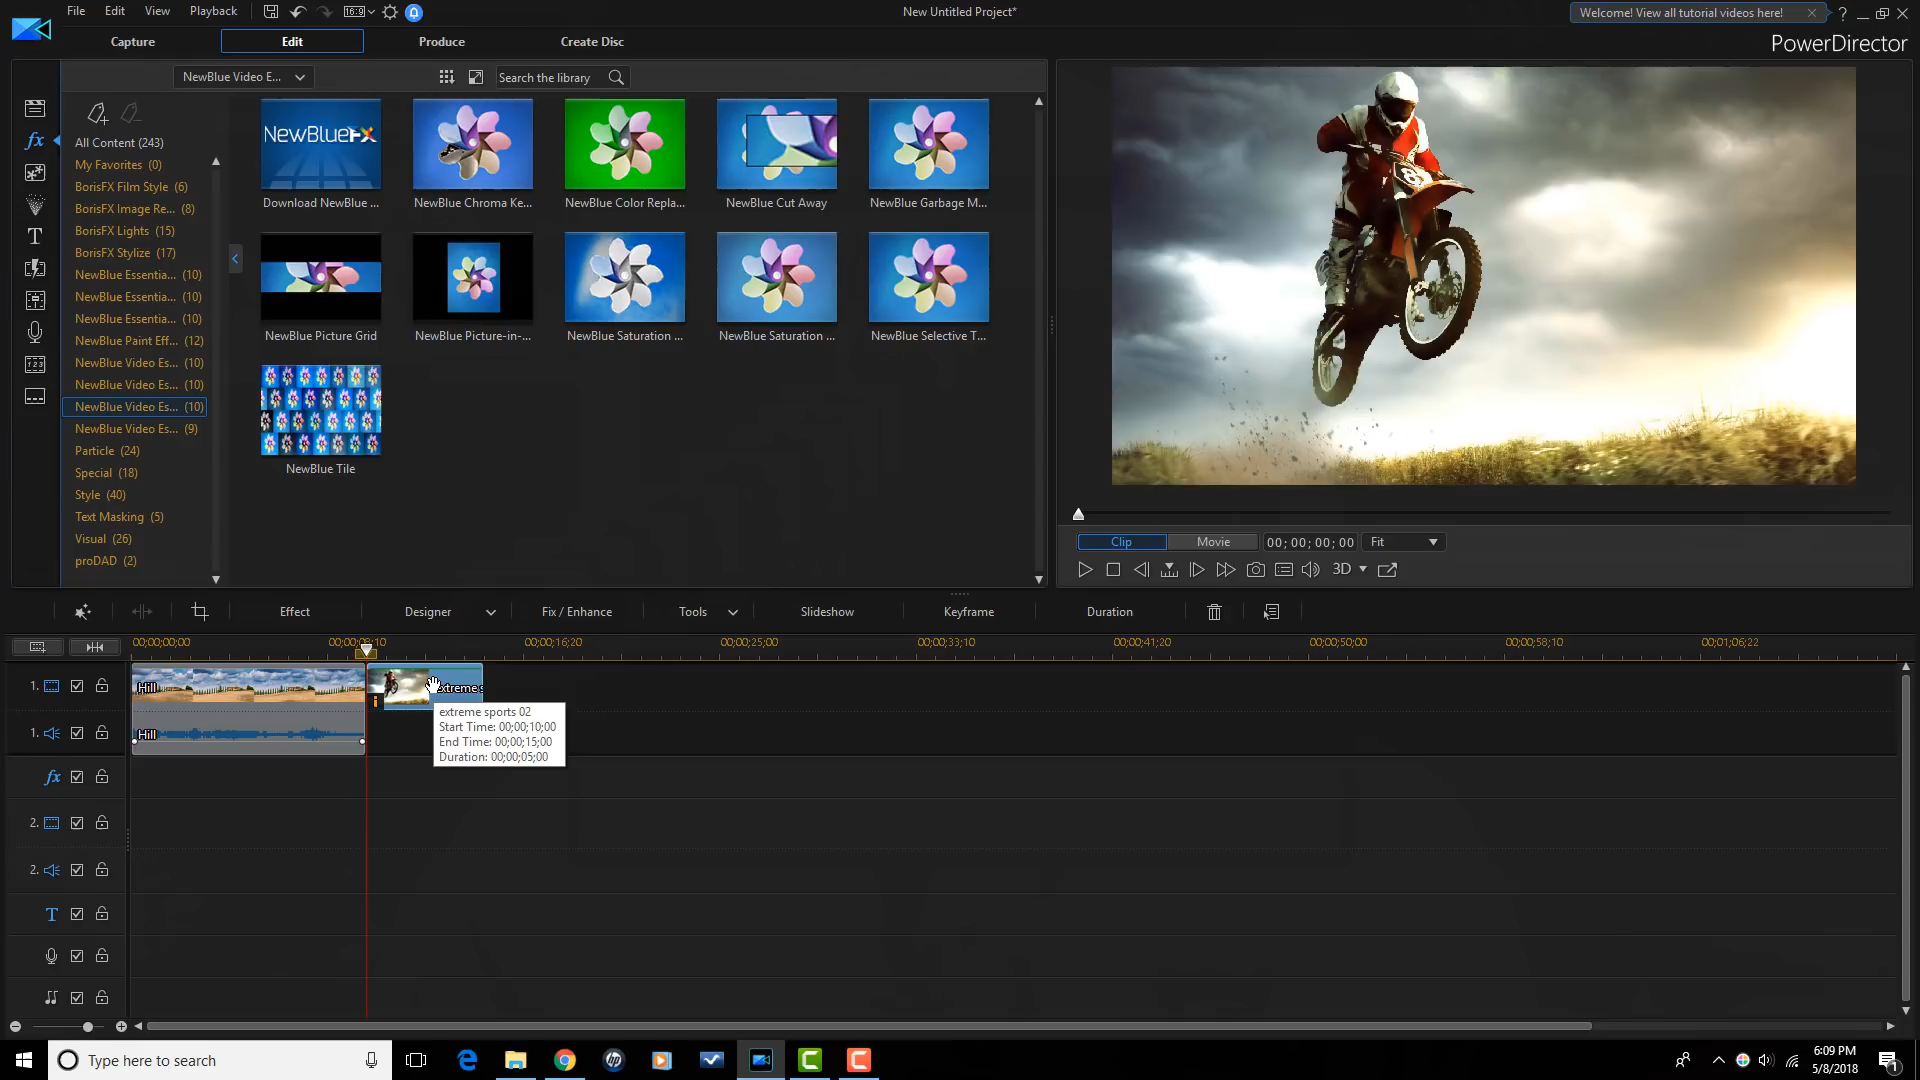 File Edit View Playback
16:9
New Untitled Project*
Welcome! View all tutorial videos here!
Capture Edit Produce Create Disc
PowerDirector
NewBlue Video E...
Search the library
All Content (243)
My Favorites (0)
BorisFX Film Style (6)
BorisFX Image Re... (8)
BorisFX Lights (15)
BorisFX Stylize (17)
NewBlue Essentia... (10)
NewBlue Essentia... (10)
NewBlue Essentia... (10)
NewBlue Paint Eff... (12)
NewBlue Video Es... (10)
NewBlue Video Es... (10)
NewBlue Video Es... (10)
NewBlue Video Es... (9)
Particle (24)
Special (18)
Style (40)
Text Masking (5)
Visual (26)
proDAD (2)
NewBlueFX
Download NewBlue ...
NewBlue Chroma Ke...
NewBlue Color Repla...
NewBlue Cut Away
NewBlue Garbage M...
NewBlue Picture Grid
NewBlue Picture-in-...
NewBlue Saturation ...
NewBlue Saturation ...
NewBlue Selective T...
NewBlue Tile
Clip Movie 00; 00; 00; 00 Fit
3D
Effect Designer Fix / Enhance Tools Slideshow Keyframe Duration
00;00;00;00 00;00;08;10 00;00;16;20 00;00;25;00 00;00;33;10 00;00;41;20 00;00;50;00 00;00;58;10 00;01;06;22
1.
Hill
extreme s
extreme sports 02
Start Time: 00;00;10;00
End Time: 00;00;15;00
Duration: 00;00;05;00
1.
Hill
fx
2.
2.
T
Type here to search
6:09 PM
5/8/2018